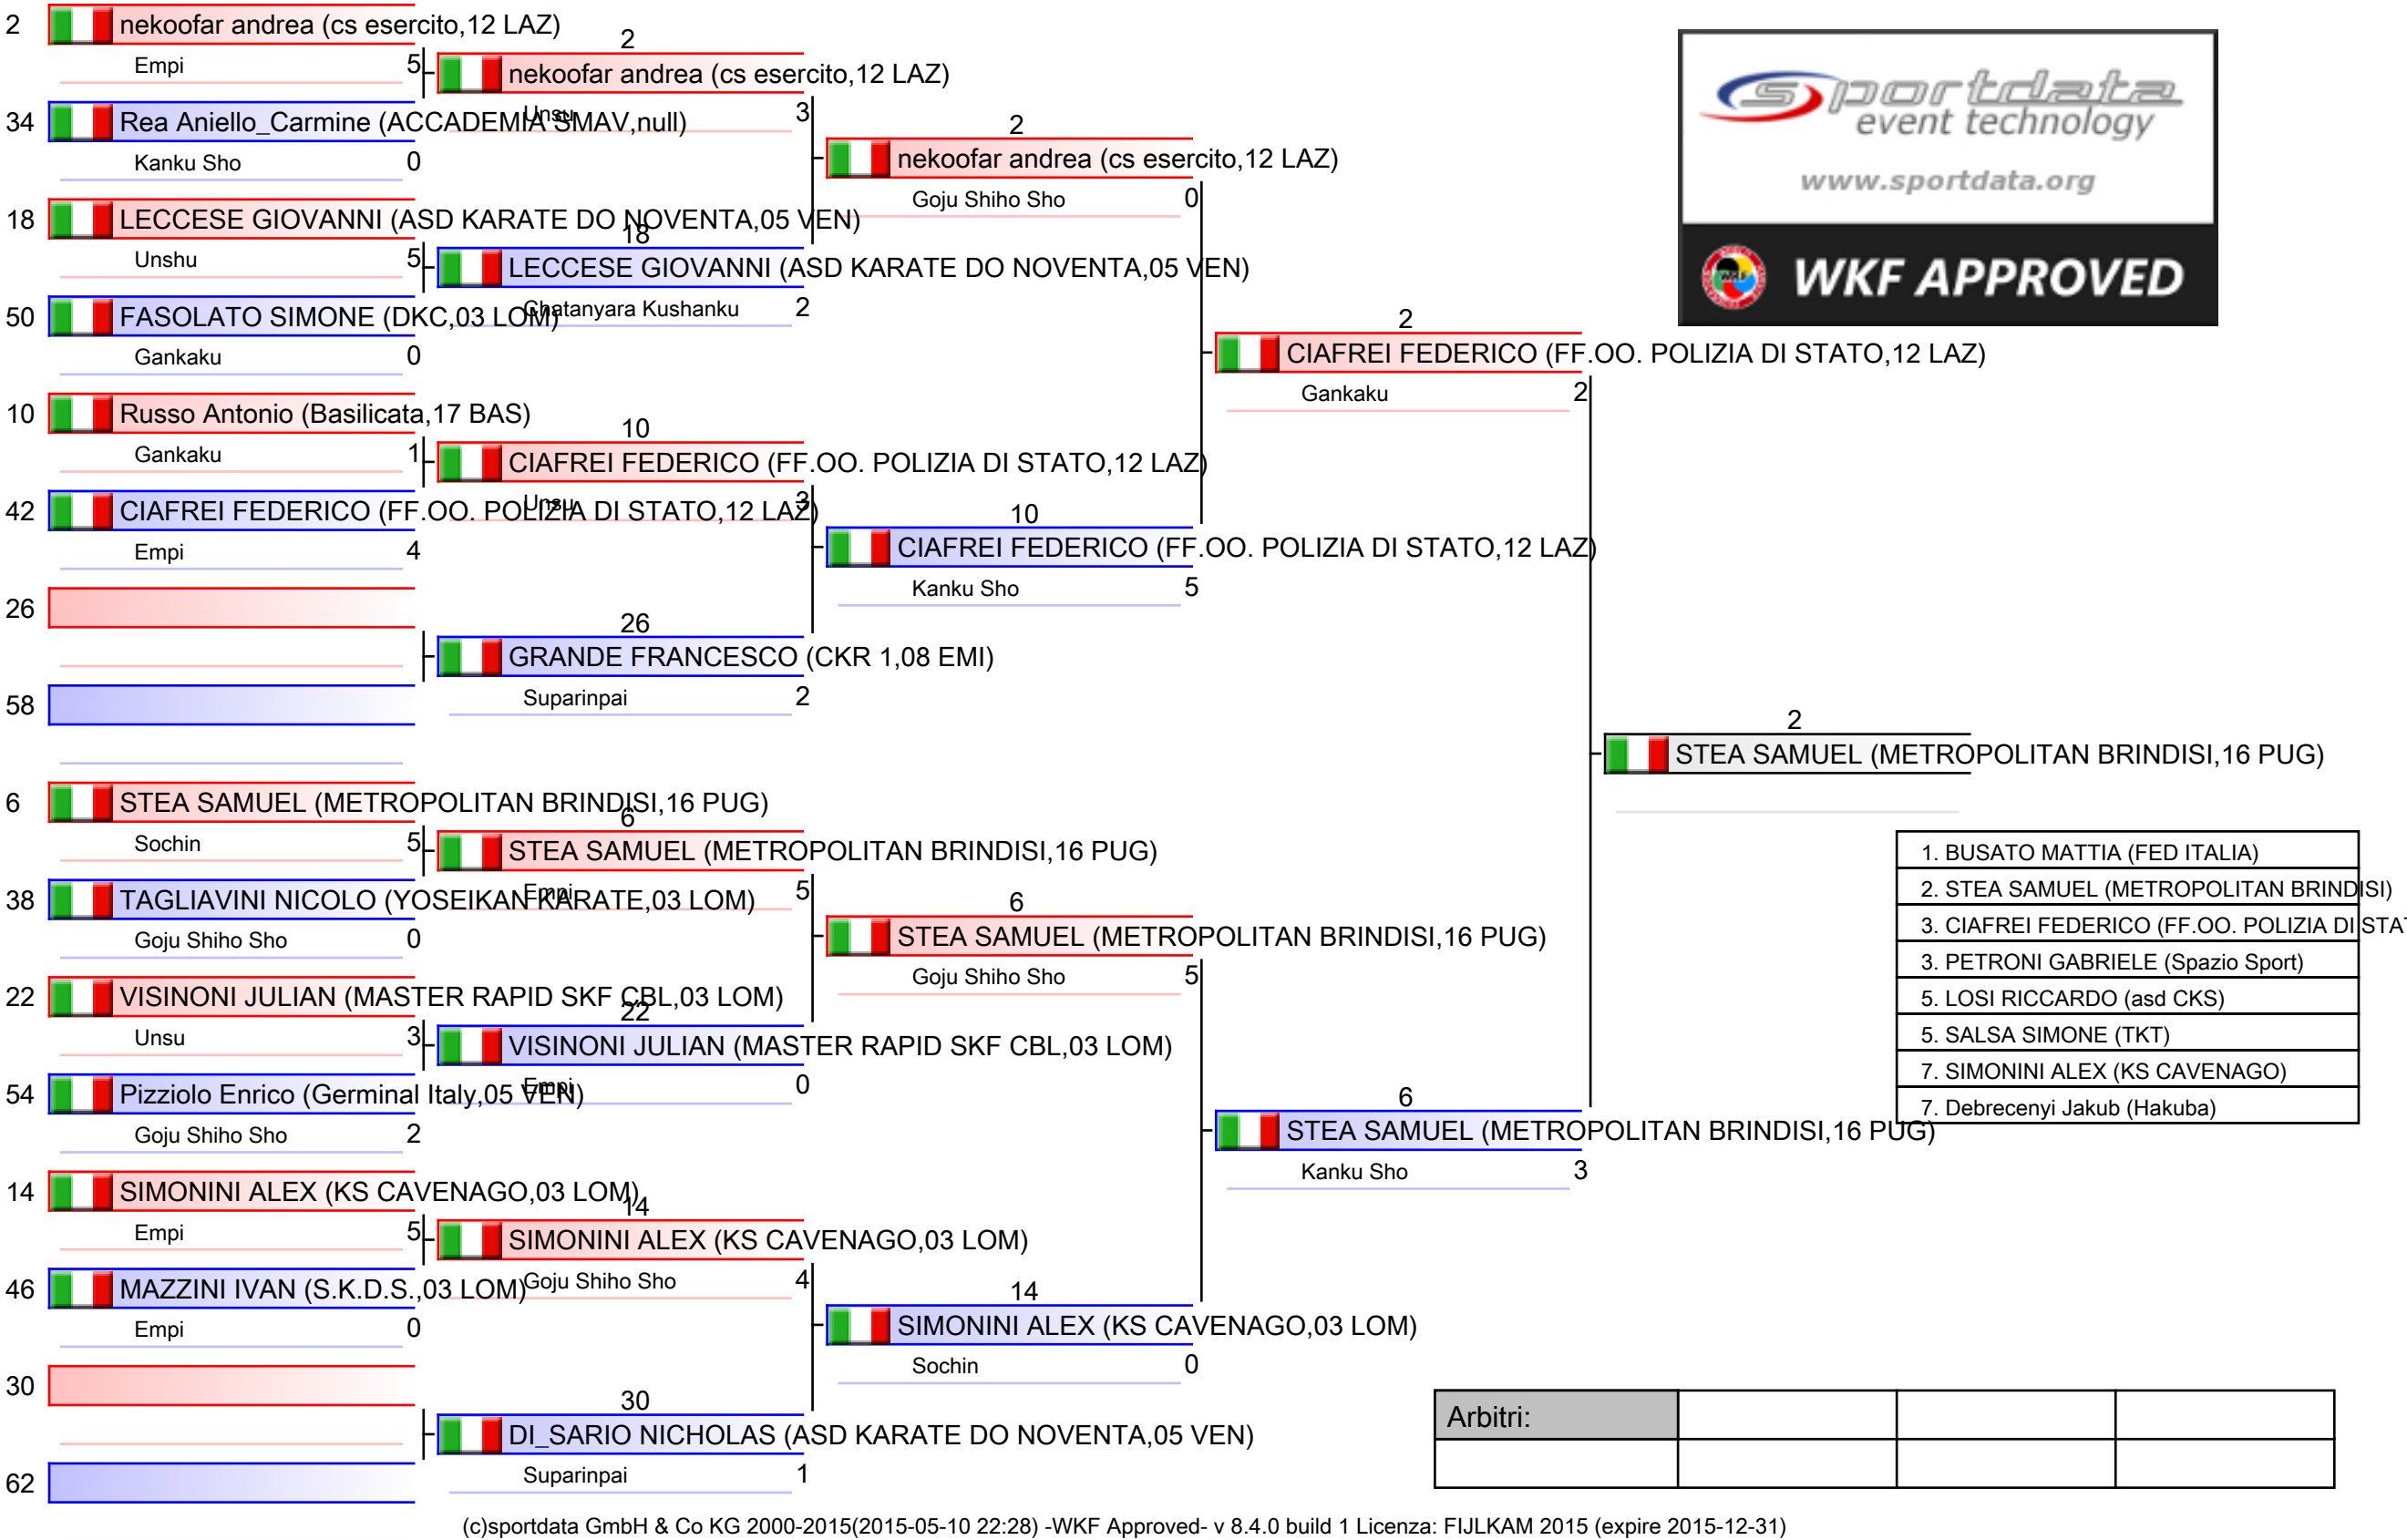 2 nekoofar andrea (cs esercito,12 LAZ)
Empi 5
34 Rea Aniello_Carmine (ACCADEMIA SMAV,null)
Kanku Sho 0
18 LECCESE GIOVANNI (ASD KARATE DO NOVENTA,05 VEN)
Unshu 5
50 FASOLATO SIMONE (DKC,03 LOM)
Gankaku 0
10 Russo Antonio (Basilicata,17 BAS)
Gankaku 1
42 CIAFREI FEDERICO (FF.OO. POLIZIA DI STATO,12 LAZ)
Empi 4
26
58
6 STEA SAMUEL (METROPOLITAN BRINDISI,16 PUG)
Sochin 5
38 TAGLIAVINI NICOLO (YOSEIKAN KARATE,03 LOM)
Goju Shiho Sho 0
22 VISINONI JULIAN (MASTER RAPID SKF CBL,03 LOM)
Unsu 3
54 Pizziolo Enrico (Germinal Italy,05 VEN)
Goju Shiho Sho 2
14 SIMONINI ALEX (KS CAVENAGO,03 LOM)
Empi 5
46 MAZZINI IVAN (S.K.D.S.,03 LOM)
Empi 0
30
62
2
nekoofar andrea (cs esercito,12 LAZ)
Unsu 3
18
LECCESE GIOVANNI (ASD KARATE DO NOVENTA,05 VEN)
Chatanyara Kushanku 2
10
CIAFREI FEDERICO (FF.OO. POLIZIA DI STATO,12 LAZ)
Unsu 3
26
GRANDE FRANCESCO (CKR 1,08 EMI)
Suparinpai 2
6
STEA SAMUEL (METROPOLITAN BRINDISI,16 PUG)
Empi 5
22
VISINONI JULIAN (MASTER RAPID SKF CBL,03 LOM)
Empi 0
14
SIMONINI ALEX (KS CAVENAGO,03 LOM)
Goju Shiho Sho 4
30
DI_SARIO NICHOLAS (ASD KARATE DO NOVENTA,05 VEN)
Suparinpai 1
2
nekoofar andrea (cs esercito,12 LAZ)
Goju Shiho Sho 0
10
CIAFREI FEDERICO (FF.OO. POLIZIA DI STATO,12 LAZ)
Kanku Sho 5
6
STEA SAMUEL (METROPOLITAN BRINDISI,16 PUG)
Goju Shiho Sho 5
14
SIMONINI ALEX (KS CAVENAGO,03 LOM)
Sochin 0
2
CIAFREI FEDERICO (FF.OO. POLIZIA DI STATO,12 LAZ)
Gankaku 2
6
STEA SAMUEL (METROPOLITAN BRINDISI,16 PUG)
Kanku Sho 3
2
STEA SAMUEL (METROPOLITAN BRINDISI,16 PUG)
sportdata
event technology
www.sportdata.org
WKF
WKF APPROVED
1. BUSATO MATTIA (FED ITALIA)
2. STEA SAMUEL (METROPOLITAN BRINDISI)
3. CIAFREI FEDERICO (FF.OO. POLIZIA DI STA
3. PETRONI GABRIELE (Spazio Sport)
5. LOSI RICCARDO (asd CKS)
5. SALSA SIMONE (TKT)
7. SIMONINI ALEX (KS CAVENAGO)
7. Debrecenyi Jakub (Hakuba)
Arbitri:
(c)sportdata GmbH & Co KG 2000-2015(2015-05-10 22:28) -WKF Approved- v 8.4.0 build 1 Licenza: FIJLKAM 2015 (expire 2015-12-31)